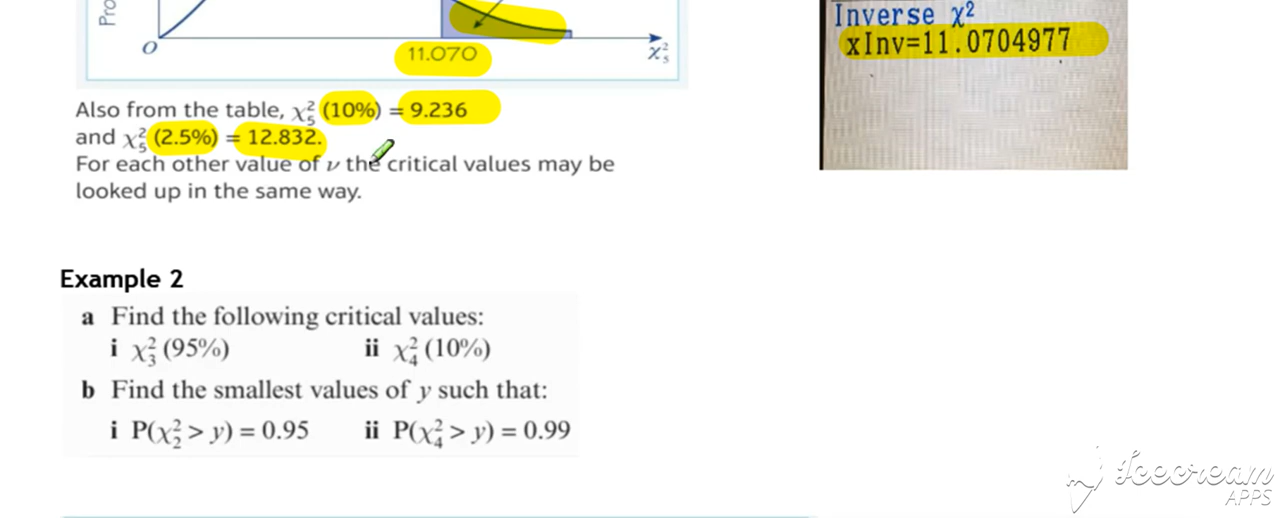 Pro
O
11.070
χ²₅
Inverse χ²
xInv=11.0704977
Also from the table, χ²₅ (10%) = 9.236
and χ²₅ (2.5%) = 12.832.
For each other value of ν the critical values may be
looked up in the same way.
Example 2
a Find the following critical values:
i χ²₃ (95%) ii χ²₄ (10%)
b Find the smallest values of y such that:
i P(χ²₂ > y) = 0.95 ii P(χ²₄ > y) = 0.99
Icecream
APPS